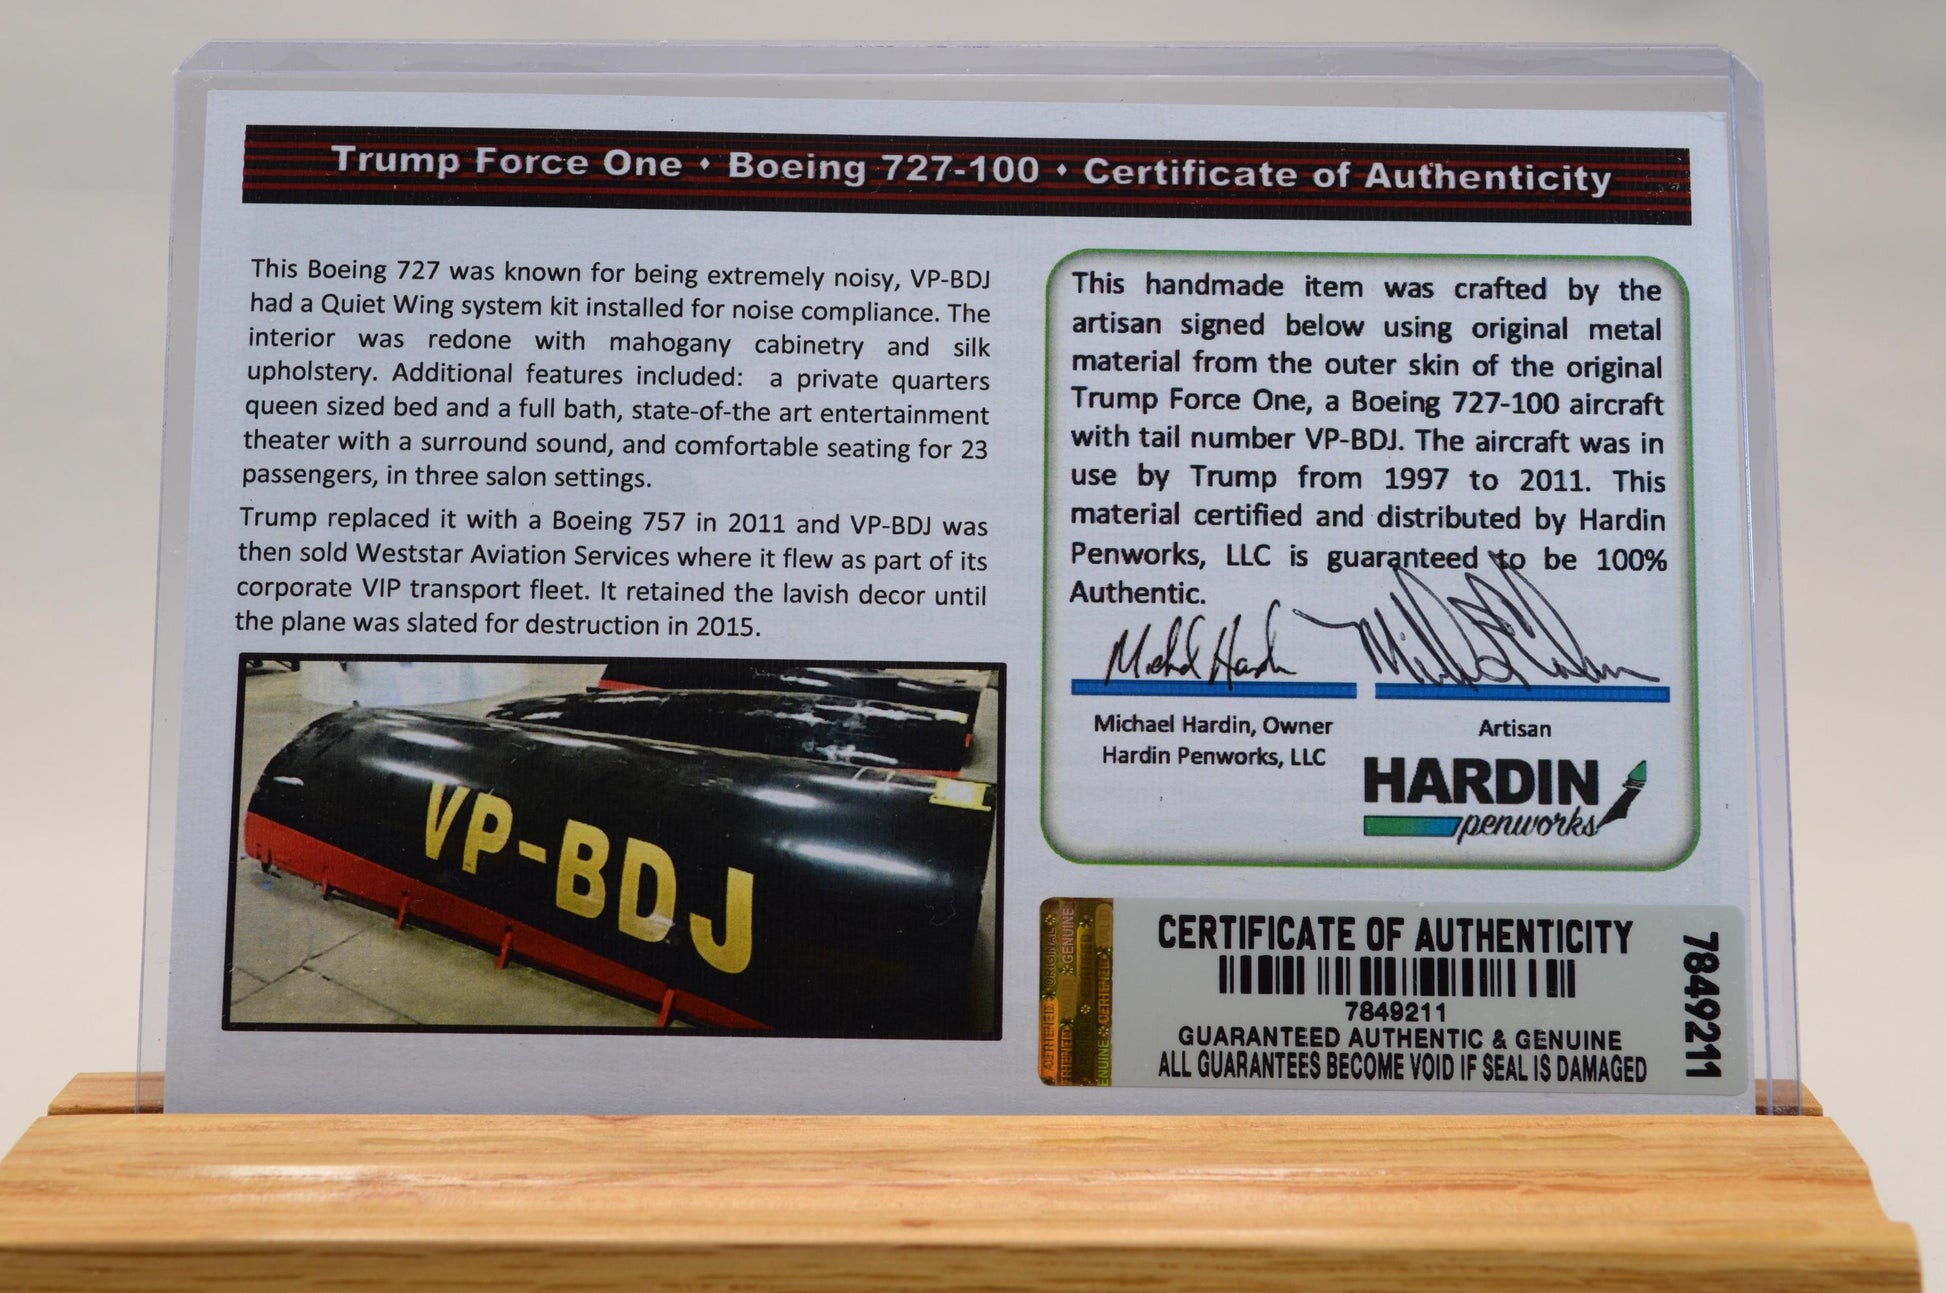 Trump Force One • Boeing 727-100 • Certificate of Authenticity
This Boeing 727 was known for being extremely noisy, VP-BDJ
had a Quiet Wing system kit installed for noise compliance. The
interior was redone with mahogany cabinetry and silk
upholstery. Additional features included: a private quarters
queen sized bed and a full bath, state-of-the art entertainment
theater with a surround sound, and comfortable seating for 23
passengers, in three salon settings.
Trump replaced it with a Boeing 757 in 2011 and VP-BDJ was
then sold Weststar Aviation Services where it flew as part of its
corporate VIP transport fleet. It retained the lavish decor until
the plane was slated for destruction in 2015.
VP-BDJ
This handmade item was crafted by the
artisan signed below using original metal
material from the outer skin of the original
Trump Force One, a Boeing 727-100 aircraft
with tail number VP-BDJ. The aircraft was in
use by Trump from 1997 to 2011. This
material certified and distributed by Hardin
Penworks, LLC is guaranteed to be 100%
Authentic.
Michael Hardin, Owner
Hardin Penworks, LLC
Artisan
HARDIN
penworks
GENUINE
CERTIFICATE OF AUTHENTICITY
7849211
GUARANTEED AUTHENTIC & GENUINE
ALL GUARANTEES BECOME VOID IF SEAL IS DAMAGED
7849211